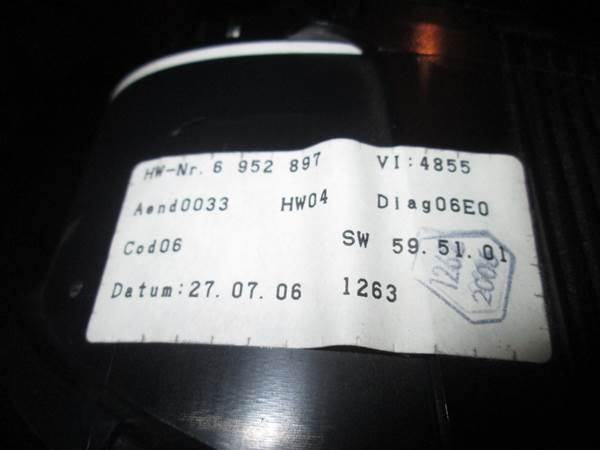 HW-Nr. 6 952 897 VI:4855
Aend0033 HW04 Diag06E0
Cod06 SW 59.51.01
Datum:27.07.06 1263
2006